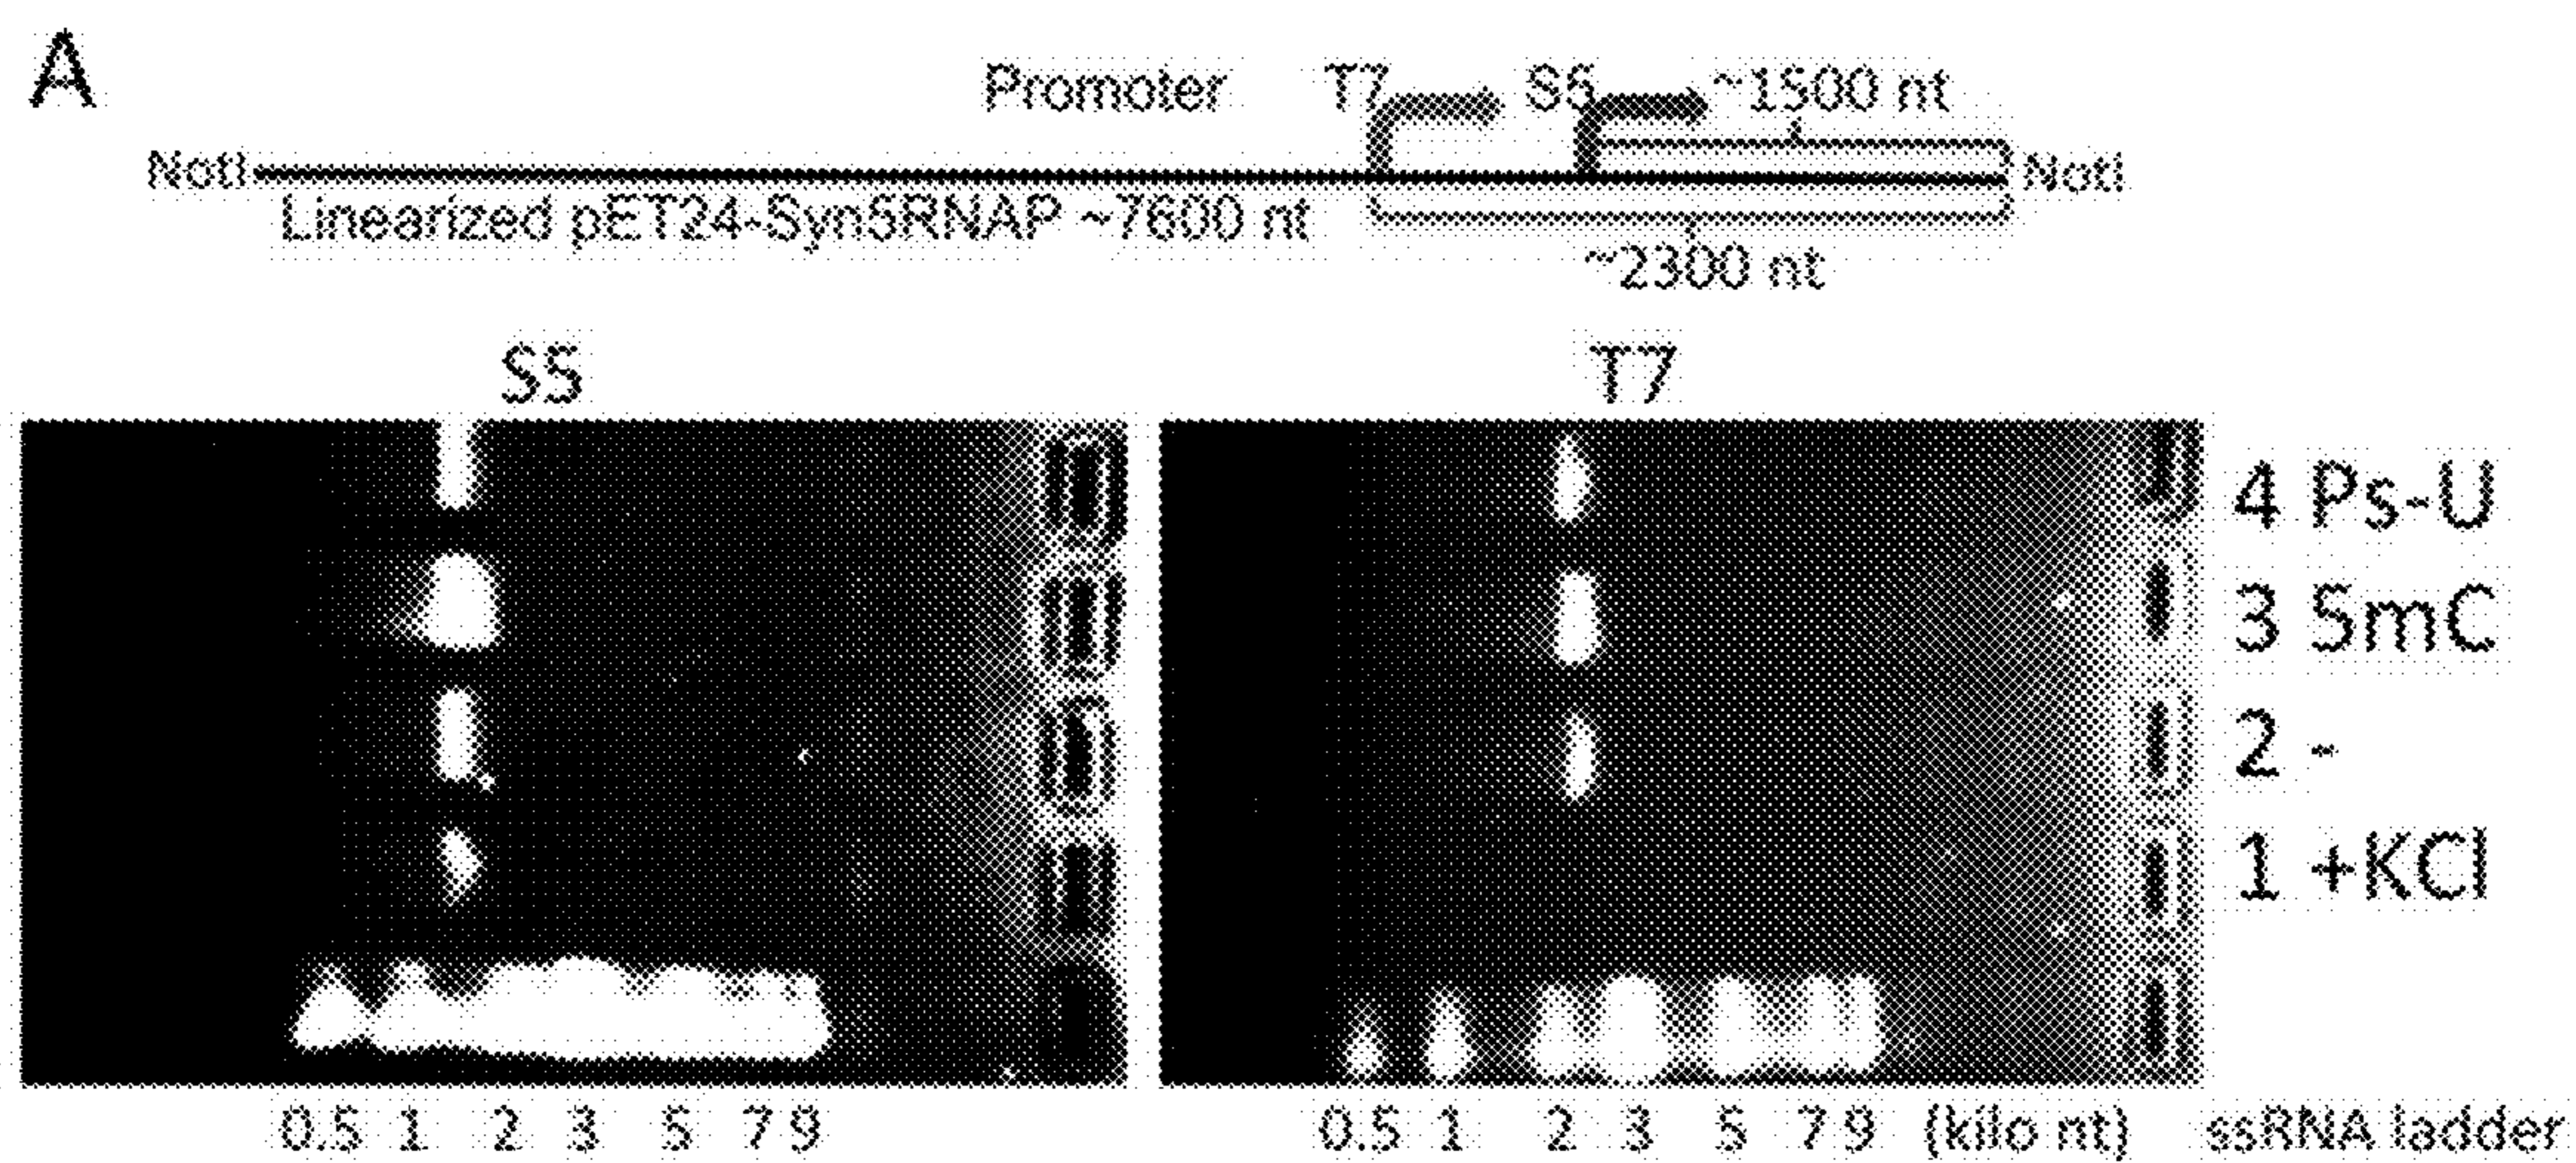 A
Promoter T7 S5 ~1500 nt
NotI NotI
Linearized pET24-Syn5RNAP ~7600 nt
~2300 nt
S5 T7
4 Ps-U
3 5mC
2 -
1 +KCl
0.5 1 2 3 5 7 9 0.5 1 2 3 5 7 9 (kilo nt) ssRNA ladder